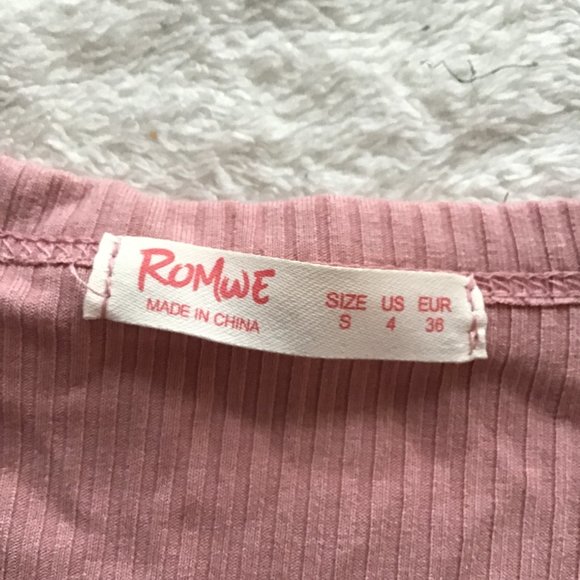 ROMWE
MADE IN CHINA
SIZE US EUR
S 4 36